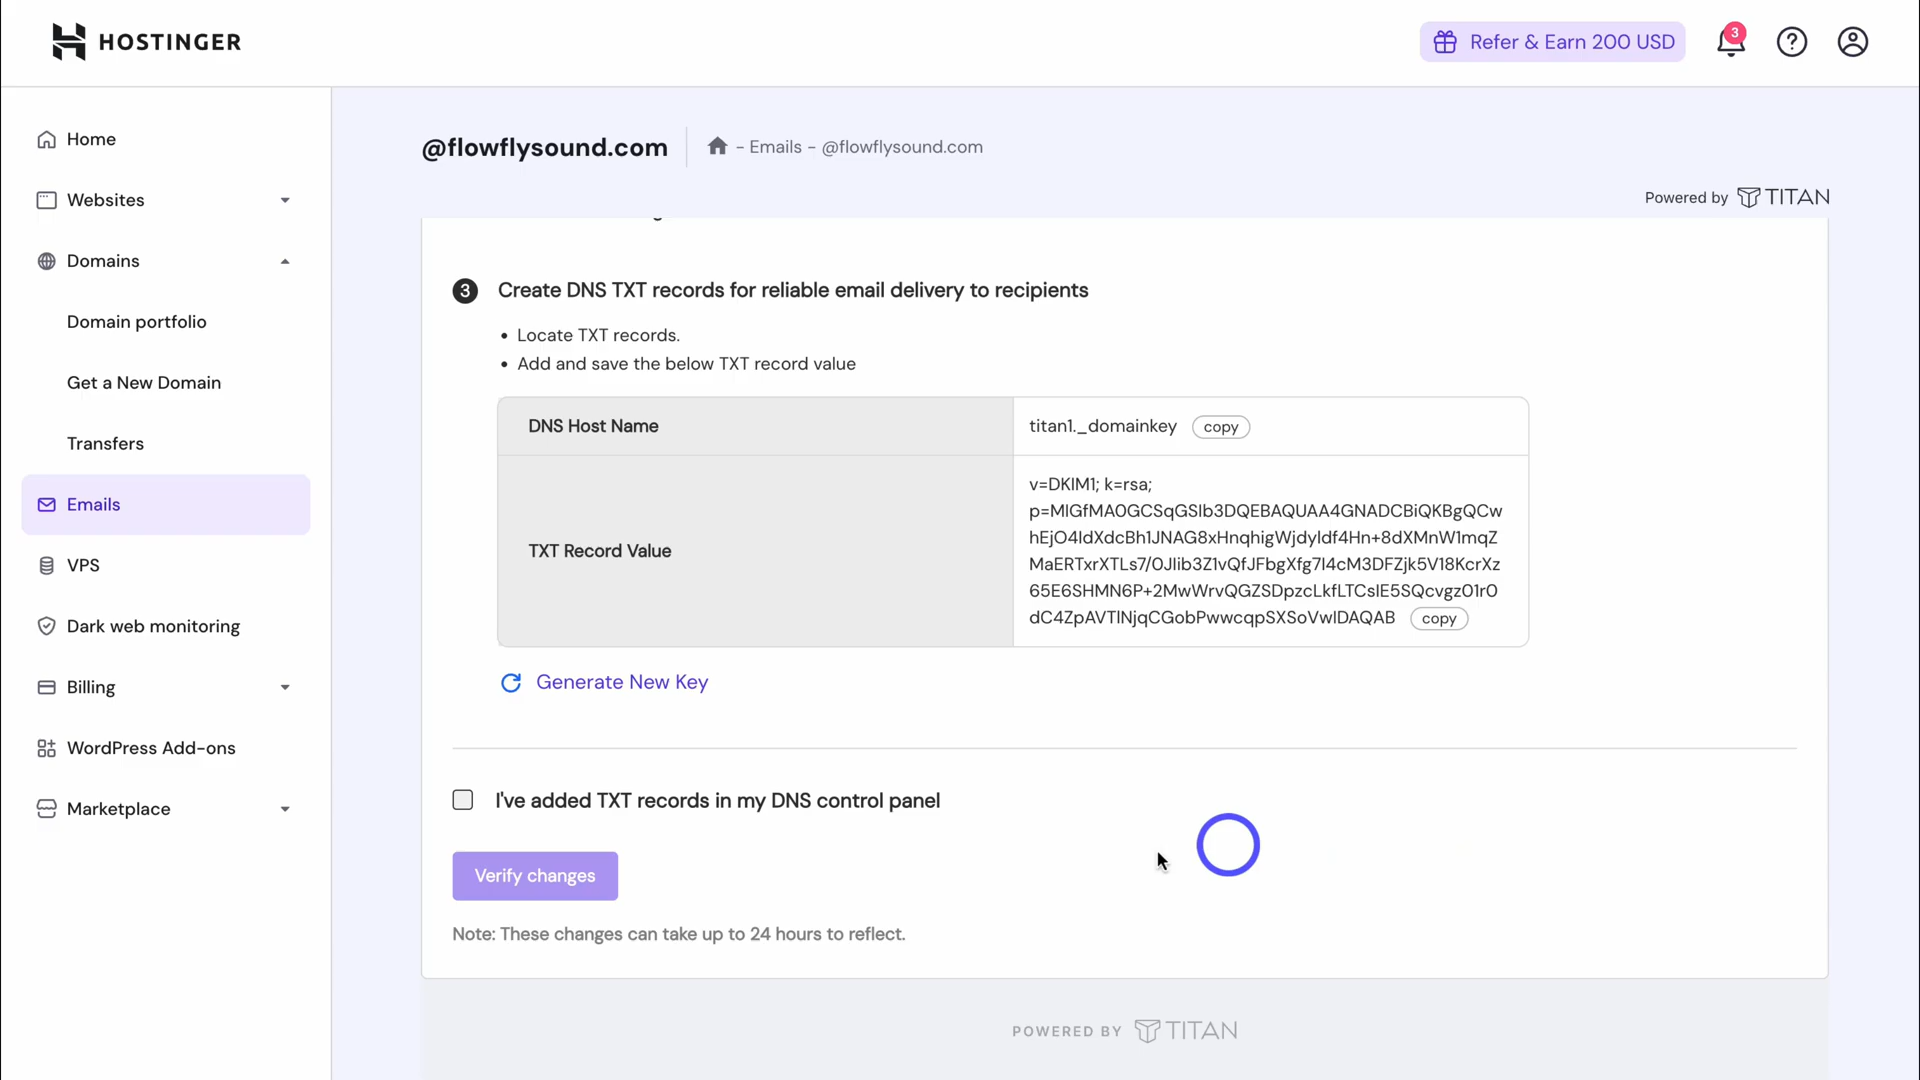 HOSTINGER
Refer & Earn 200 USD
3
Home
Websites
Domains
Domain portfolio
Get a New Domain
Transfers
Emails
VPS
Dark web monitoring
Billing
WordPress Add-ons
Marketplace
@flowflysound.com
- Emails - @flowflysound.com
Powered by TITAN
3 Create DNS TXT records for reliable email delivery to recipients
• Locate TXT records.
• Add and save the below TXT record value
DNS Host Name
titan1._domainkey copy
TXT Record Value
v=DKIM1; k=rsa;
p=MIGfMA0GCSqGSIb3DQEBAQUAA4GNADCBiQKBgQCw
hEjO4IdXdcBh1JNAG8xHnqhigWjdyIdf4Hn+8dXMnW1mqZ
MaERTxrXTLs7/0JIib3Z1vQfJFbgXfg7I4cM3DFZjk5V18KcrXz
65E6SHMN6P+2MwWrvQGZSDpzcLkfLTCsIE5SQcvgz01r0
dC4ZpAVTINjqCGobPwwcqpSXSoVwIDAQAB copy
Generate New Key
I've added TXT records in my DNS control panel
Verify changes
Note: These changes can take up to 24 hours to reflect.
POWERED BY TITAN